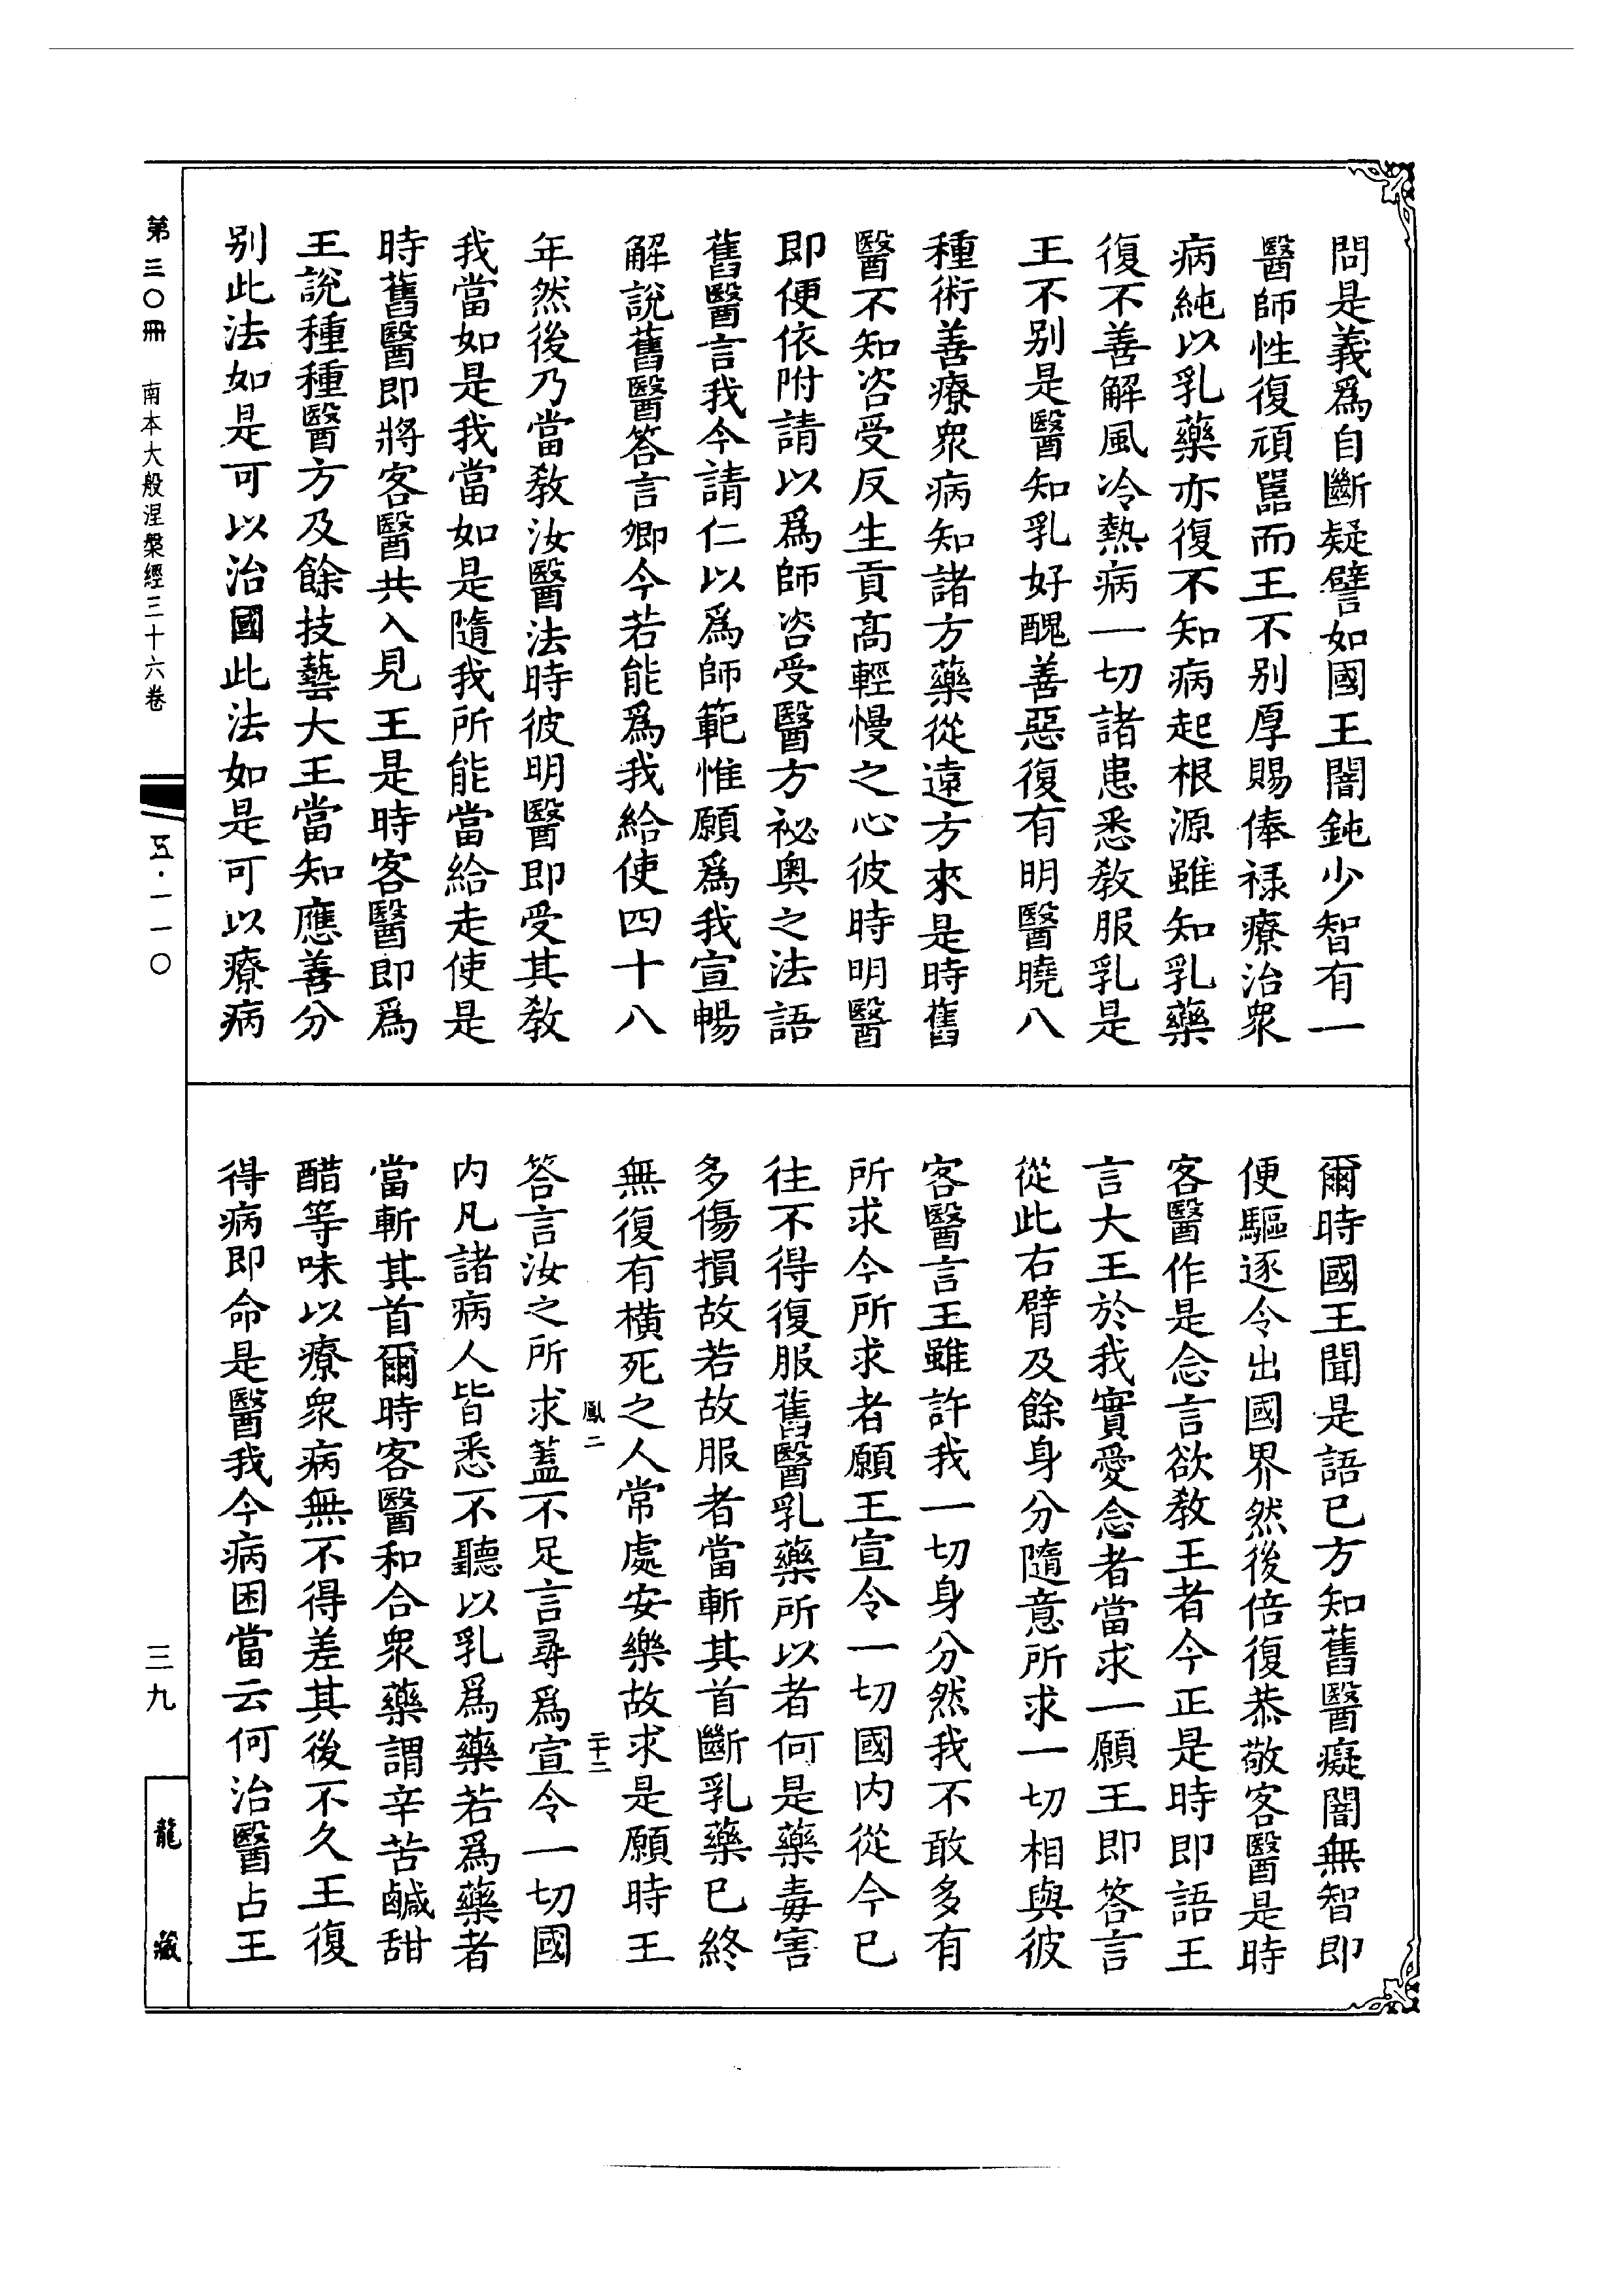 問是義爲自斷疑譬如國王闇鈍少智有一
醫師性復頑嚚而王不别厚賜俸禄療治衆
病純以乳藥亦復不知病起根源雖知乳藥
復不善解風冷熱病一切諸患悉教服乳是
王不别是醫知乳好醜善惡復有明醫曉八
種術善療衆病知諸方藥從遠方來是時舊
醫不知咨受反生貢高輕慢之心彼時明醫
即便依附請以爲師咨受醫方祕奥之法語
舊醫言我今請仁以爲師範惟願爲我宣暢
解說舊醫答言卿今若能爲我給使四十八
年然後乃當教汝醫法時彼明醫即受其教
我當如是我當如是隨我所能當給走使是
時舊醫即將客醫共入見王是時客醫即爲
王說種種醫方及餘技藝大王當知應善分
别此法如是可以治國此法如是可以療病
爾時國王聞是語已方知舊醫癡闇無智即
便驅逐令出國界然後倍復恭敬客醫是時
客醫作是念言欲教王者今正是時即語王
言大王於我實愛念者當求一願王即答言
從此右臂及餘身分隨意所求一切相與彼
客醫言王雖許我一切身分然我不敢多有
所求今所求者願王宣令一切國内從今已
往不得復服舊醫乳藥所以者何是藥毒害
多傷損故若故服者當斬其首斷乳藥已終
無復有横死之人常處安樂故求是願時王
鳳二
二十二
答言汝之所求蓋不足言尋爲宣令一切國
内凡諸病人皆悉不聽以乳爲藥若爲藥者
當斬其首爾時客醫和合衆藥謂辛苦鹹甜
醋等味以療衆病無不得差其後不久王復
得病即命是醫我今病困當云何治醫占王
第三〇冊
南本大般涅槃經三十六卷
五·一一〇
三九
龍藏